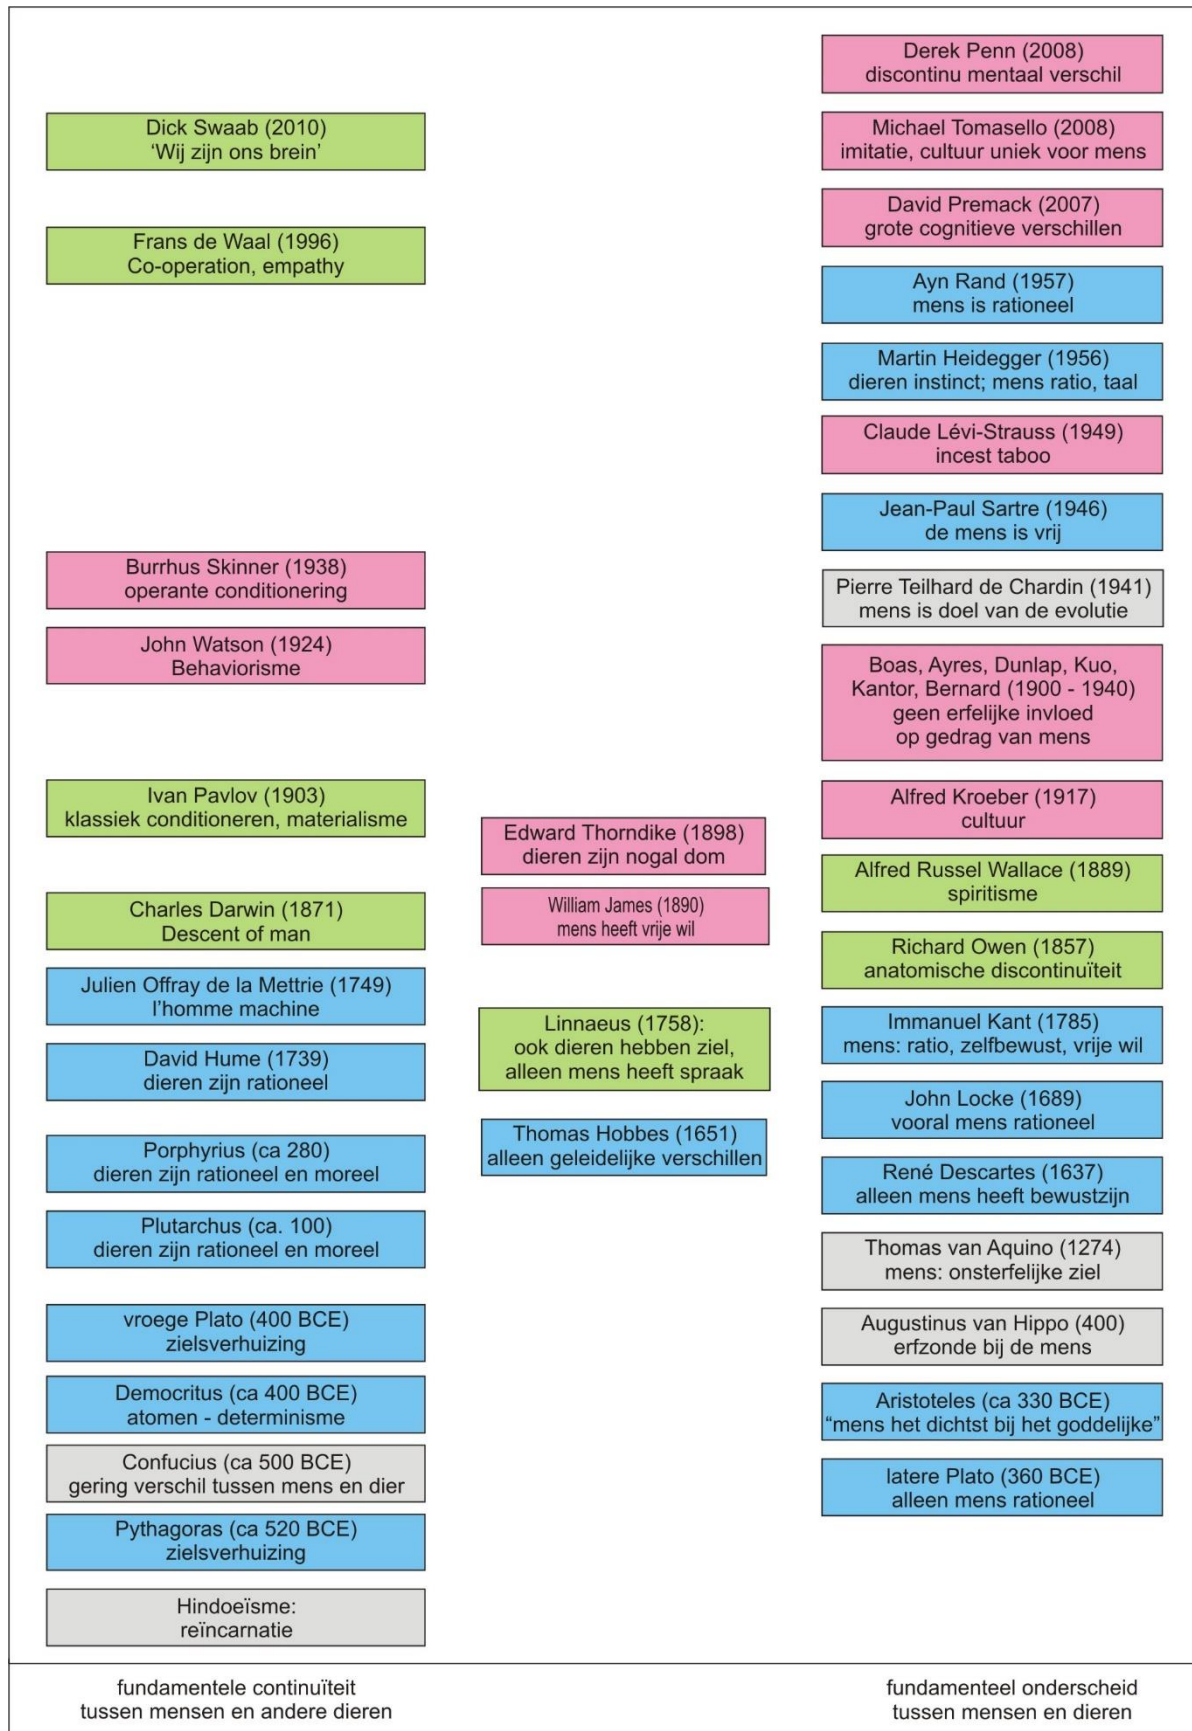 Derek Penn (2008)
discontinu mentaal verschil
Dick Swaab (2010)
‘Wij zijn ons brein’
Michael Tomasello (2008)
imitatie, cultuur uniek voor mens
David Premack (2007)
grote cognitieve verschillen
Frans de Waal (1996)
Co-operation, empathy
Ayn Rand (1957)
mens is rationeel
Martin Heidegger (1956)
dieren instinct; mens ratio, taal
Claude Lévi-Strauss (1949)
incest taboo
Jean-Paul Sartre (1946)
de mens is vrij
Burrhus Skinner (1938)
operante conditionering
Pierre Teilhard de Chardin (1941)
mens is doel van de evolutie
John Watson (1924)
Behaviorisme
Boas, Ayres, Dunlap, Kuo,
Kantor, Bernard (1900 - 1940)
geen erfelijke invloed
op gedrag van mens
Ivan Pavlov (1903)
klassiek conditioneren, materialisme
Alfred Kroeber (1917)
cultuur
Edward Thorndike (1898)
dieren zijn nogal dom
Alfred Russel Wallace (1889)
spiritisme
William James (1890)
mens heeft vrije wil
Charles Darwin (1871)
Descent of man
Richard Owen (1857)
anatomische discontinuïteit
Julien Offray de la Mettrie (1749)
l’homme machine
Linnaeus (1758):
ook dieren hebben ziel,
alleen mens heeft spraak
Immanuel Kant (1785)
mens: ratio, zelfbewust, vrije wil
David Hume (1739)
dieren zijn rationeel
John Locke (1689)
vooral mens rationeel
Thomas Hobbes (1651)
alleen geleidelijke verschillen
Porphyrius (ca 280)
dieren zijn rationeel en moreel
René Descartes (1637)
alleen mens heeft bewustzijn
Plutarchus (ca. 100)
dieren zijn rationeel en moreel
Thomas van Aquino (1274)
mens: onsterfelijke ziel
vroege Plato (400 BCE)
zielsverhuizing
Augustinus van Hippo (400)
erfzonde bij de mens
Democritus (ca 400 BCE)
atomen - determinisme
Aristoteles (ca 330 BCE)
“mens het dichtst bij het goddelijke”
Confucius (ca 500 BCE)
gering verschil tussen mens en dier
latere Plato (360 BCE)
alleen mens rationeel
Pythagoras (ca 520 BCE)
zielsverhuizing
Hindoeïsme:
reïncarnatie
fundamentele continuïteit
tussen mensen en andere dieren
fundamenteel onderscheid
tussen mensen en dieren